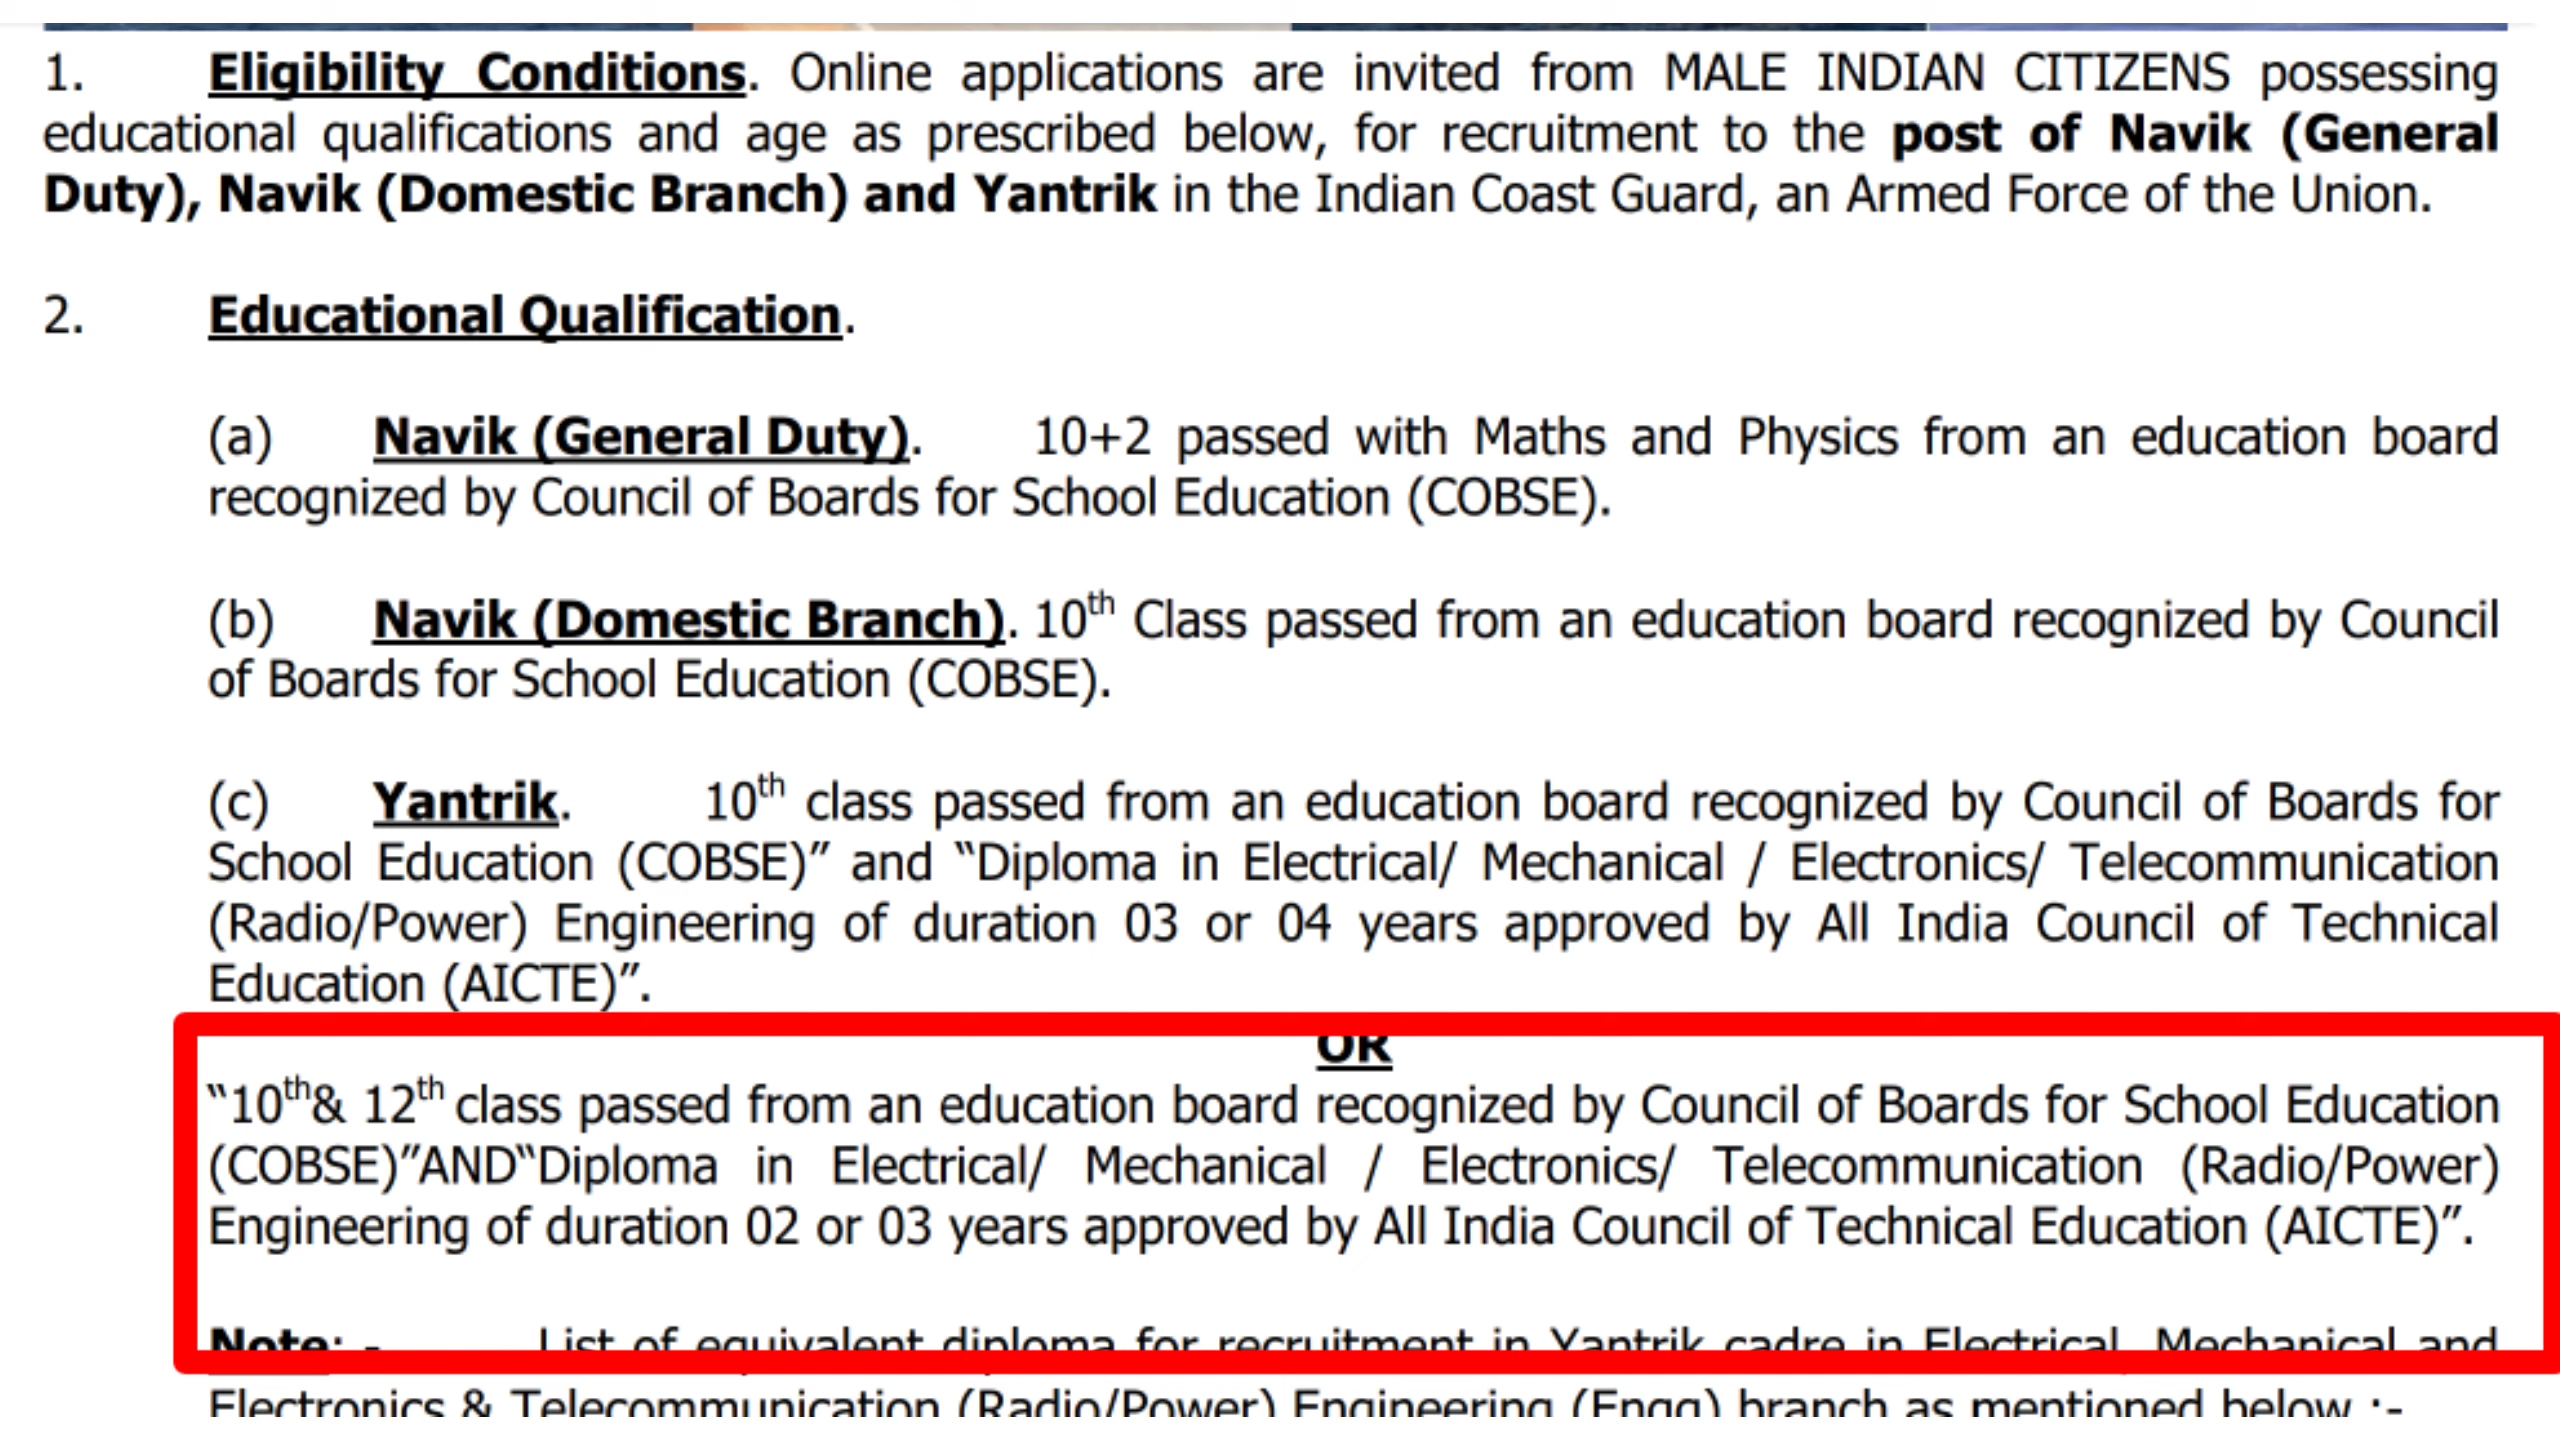 1. Eligibility Conditions. Online applications are invited from MALE INDIAN CITIZENS possessing
educational qualifications and age as prescribed below, for recruitment to the post of Navik (General
Duty), Navik (Domestic Branch) and Yantrik in the Indian Coast Guard, an Armed Force of the Union.
2. Educational Qualification.
(a) Navik (General Duty). 10+2 passed with Maths and Physics from an education board
recognized by Council of Boards for School Education (COBSE).
(b) Navik (Domestic Branch). 10th Class passed from an education board recognized by Council
of Boards for School Education (COBSE).
(c) Yantrik. 10th class passed from an education board recognized by Council of Boards for
School Education (COBSE)” and “Diploma in Electrical/ Mechanical / Electronics/ Telecommunication
(Radio/Power) Engineering of duration 03 or 04 years approved by All India Council of Technical
Education (AICTE)”.
OR
“10th& 12th class passed from an education board recognized by Council of Boards for School Education
(COBSE)”AND“Diploma in Electrical/ Mechanical / Electronics/ Telecommunication (Radio/Power)
Engineering of duration 02 or 03 years approved by All India Council of Technical Education (AICTE)”.
Note: - List of equivalent diploma for recruitment in Yantrik cadre in Electrical, Mechanical and
Electronics & Telecommunication (Radio/Power) Engineering (Engg) branch as mentioned below :-